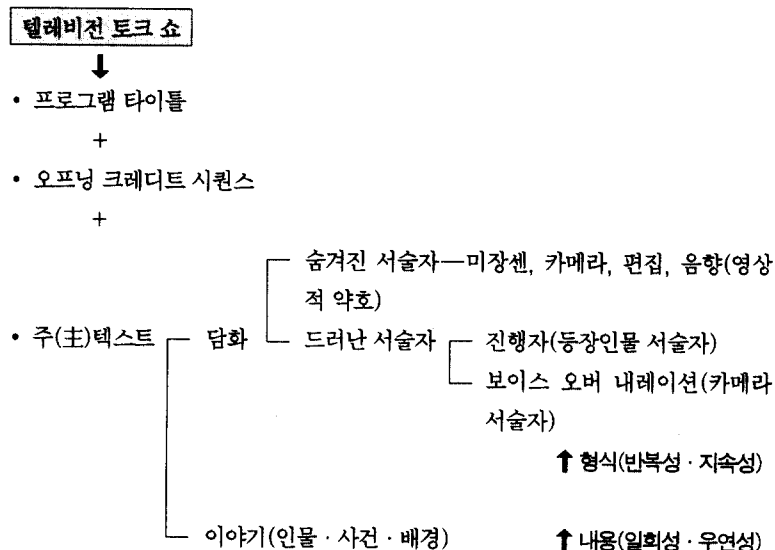 텔레비전 토크 쇼
• 프로그램 타이틀
+
• 오프닝 크레디트 시퀀스
+
숨겨진 서술자—미장센, 카메라, 편집, 음향(영상
적 약호)
• 주(主)텍스트 담화 드러난 서술자 진행자(등장인물 서술자)
보이스 오버 내레이션(카메라
서술자)
↑ 형식(반복성 · 지속성)
이야기(인물 · 사건 · 배경) ↑ 내용(일회성 · 우연성)